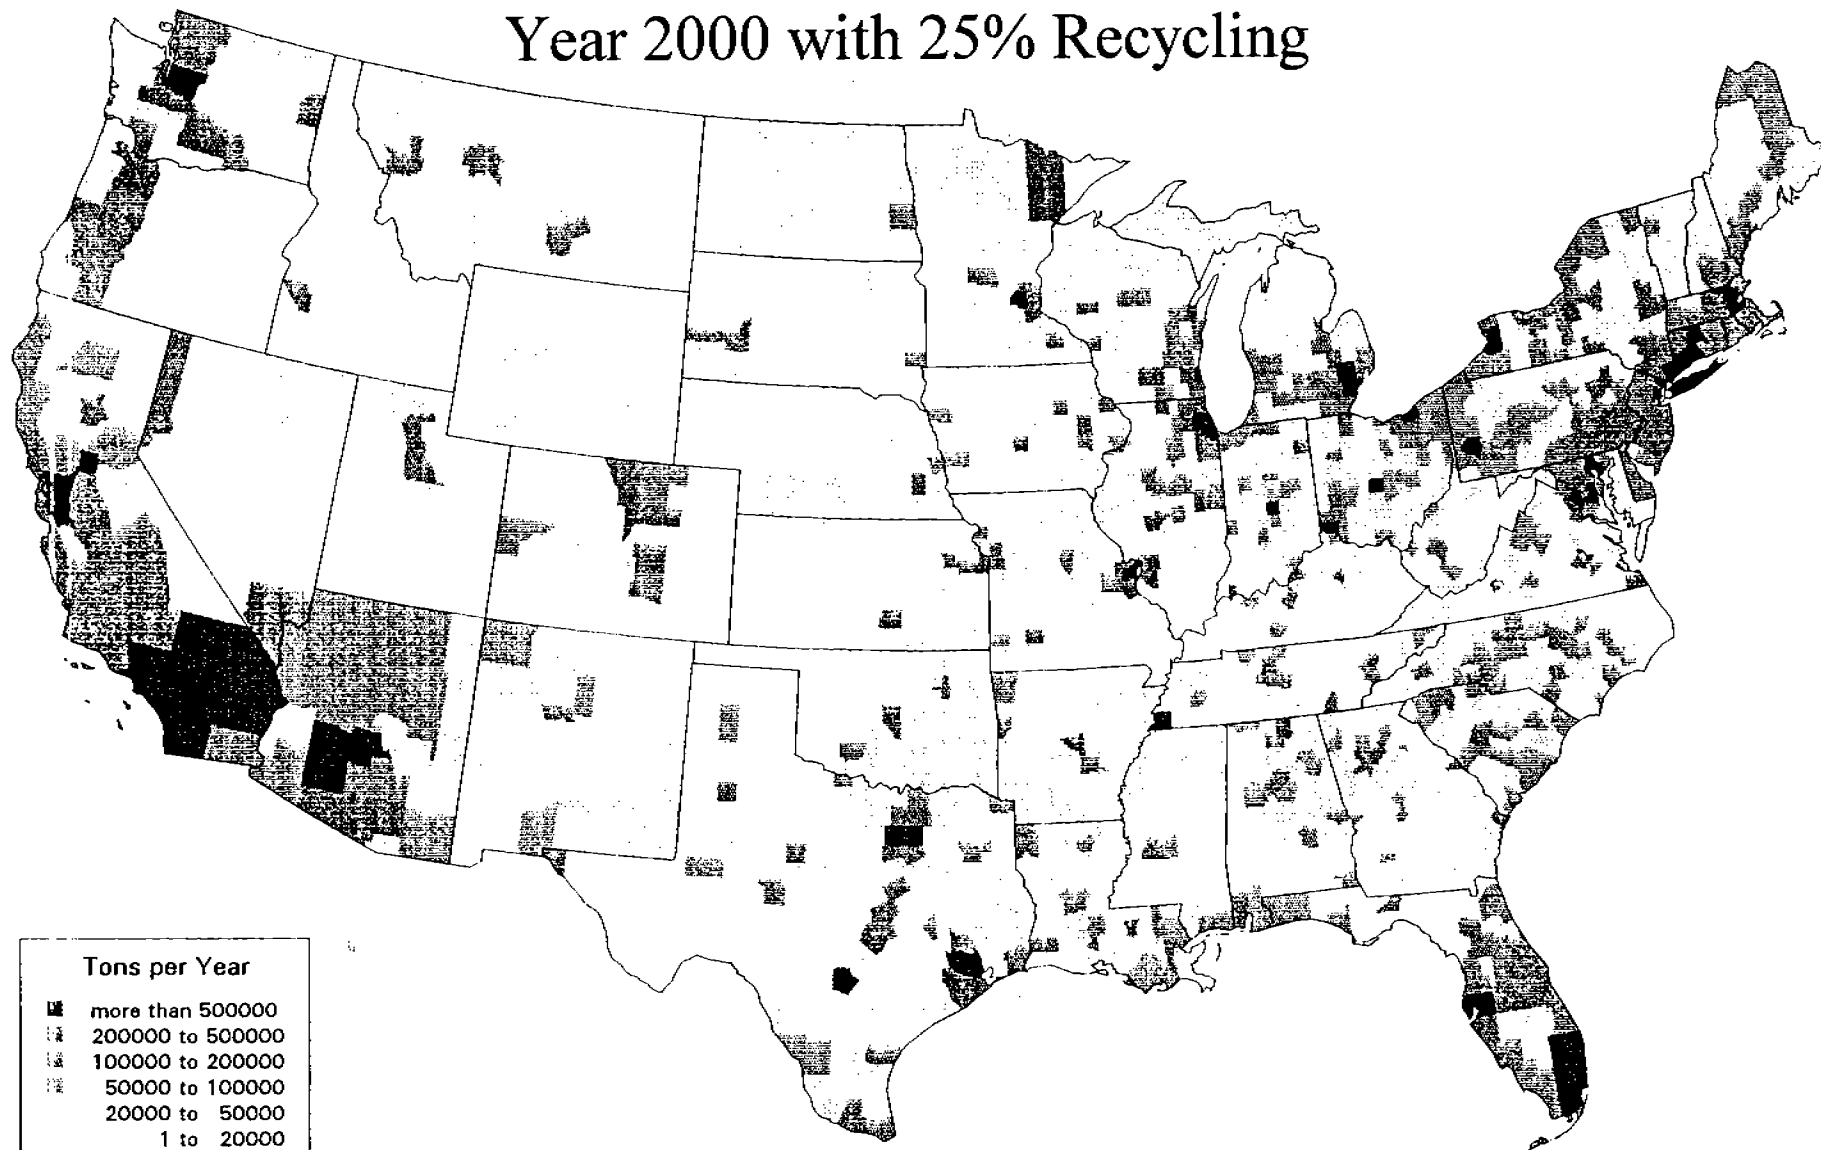 Year 2000 with 25% Recycling
Tons per Year
more than 500000
200000 to 500000
100000 to 200000
50000 to 100000
20000 to 50000
1 to 20000